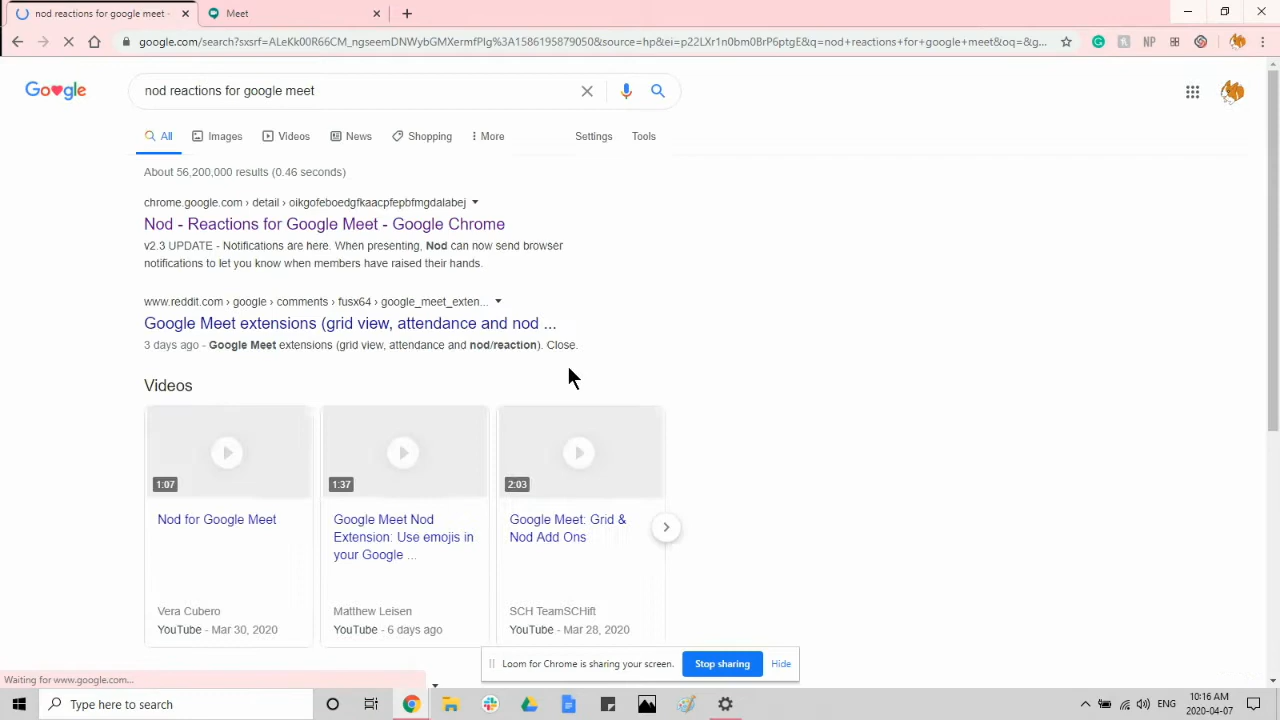 nod reactions for google meet -
Meet
google.com/search?sxsrf=ALeKk00R66CM_ngseemDNWybGMXermfPlg%3A1586195879050&source=hp&ei=p22LXr1n0bm0BrP6ptgE&q=nod+reactions+for+google+meet&oq=&g...
NP
Google
nod reactions for google meet
All
Images
Videos
News
Shopping
More
Settings
Tools
About 56,200,000 results (0.46 seconds)
chrome.google.com › detail › oikgofeboedgfkaacpfepbfmgdalabej
Nod - Reactions for Google Meet - Google Chrome
v2.3 UPDATE - Notifications are here. When presenting, Nod can now send browser
notifications to let you know when members have raised their hands.
www.reddit.com › google › comments › fusx64 › google_meet_exten...
Google Meet extensions (grid view, attendance and nod ...
3 days ago - Google Meet extensions (grid view, attendance and nod/reaction). Close.
Videos
1:07
1:37
2:03
Nod for Google Meet
Google Meet Nod
Extension: Use emojis in
your Google ...
Google Meet: Grid &
Nod Add Ons
Vera Cubero
YouTube - Mar 30, 2020
Matthew Leisen
YouTube - 6 days ago
SCH TeamSCHift
YouTube - Mar 28, 2020
Loom for Chrome is sharing your screen.
Stop sharing
Hide
Waiting for www.google.com...
Type here to search
ENG
10:16 AM
2020-04-07